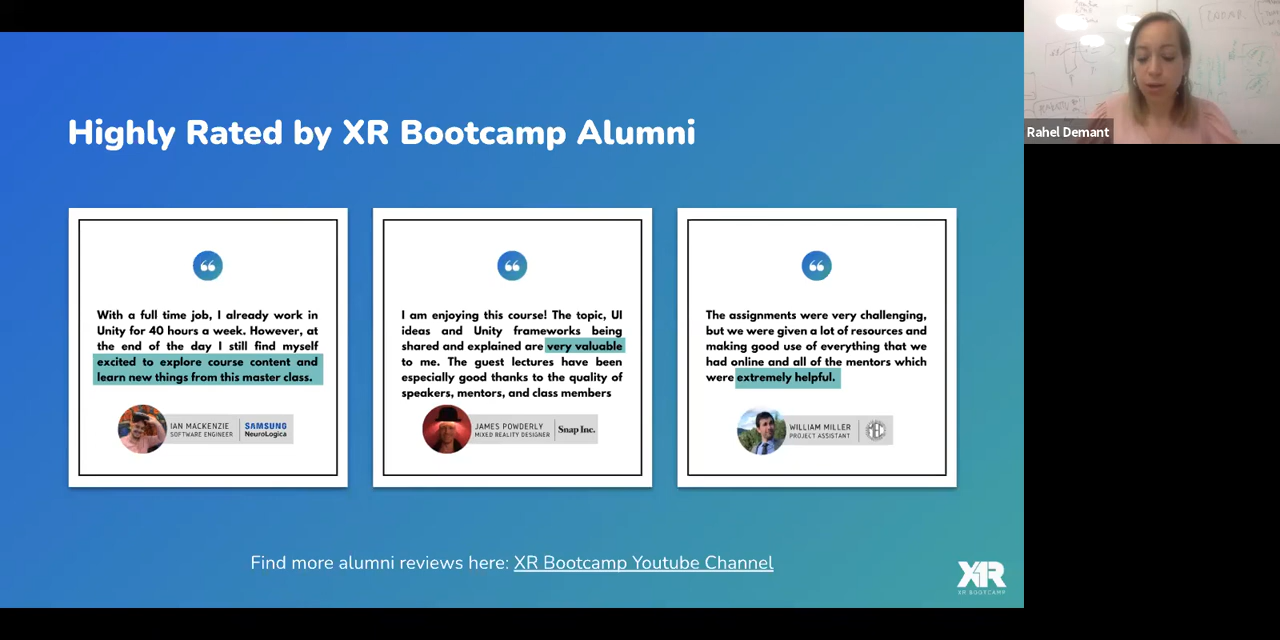 Highly Rated by XR Bootcamp Alumni
With a full time job, I already work in
Unity for 40 hours a week. However, at
the end of the day I still find myself
excited to explore course content and
learn new things from this master class.
IAN MACKENZIE
SOFTWARE ENGINEER
SAMSUNG
NeuroLogica
I am enjoying this course! The topic, UI
ideas and Unity frameworks being
shared and explained are very valuable
to me. The guest lectures have been
especially good thanks to the quality of
speakers, mentors, and class members
JAMES POWDERLY
MIXED REALITY DESIGNER
Snap Inc.
The assignments were very challenging,
but we were given a lot of resources and
making good use of everything that we
had online and all of the mentors which
were extremely helpful.
WILLIAM MILLER
PROJECT ASSISTANT
Find more alumni reviews here: XR Bootcamp Youtube Channel
XR
XR BOOTCAMP
Rahel Demant